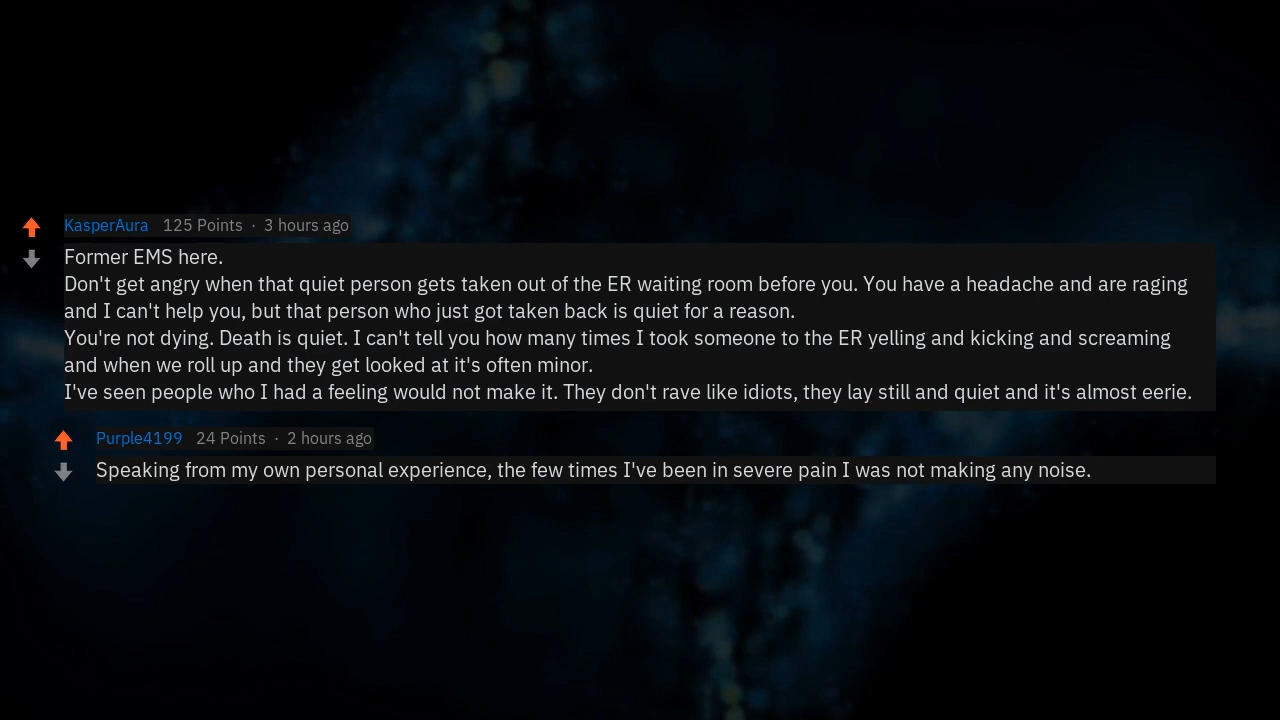 KasperAura 125 Points · 3 hours ago
Former EMS here.
Don't get angry when that quiet person gets taken out of the ER waiting room before you. You have a headache and are raging
and I can't help you, but that person who just got taken back is quiet for a reason.
You're not dying. Death is quiet. I can't tell you how many times I took someone to the ER yelling and kicking and screaming
and when we roll up and they get looked at it's often minor.
I've seen people who I had a feeling would not make it. They don't rave like idiots, they lay still and quiet and it's almost eerie.
Purple4199 24 Points · 2 hours ago
Speaking from my own personal experience, the few times I've been in severe pain I was not making any noise.